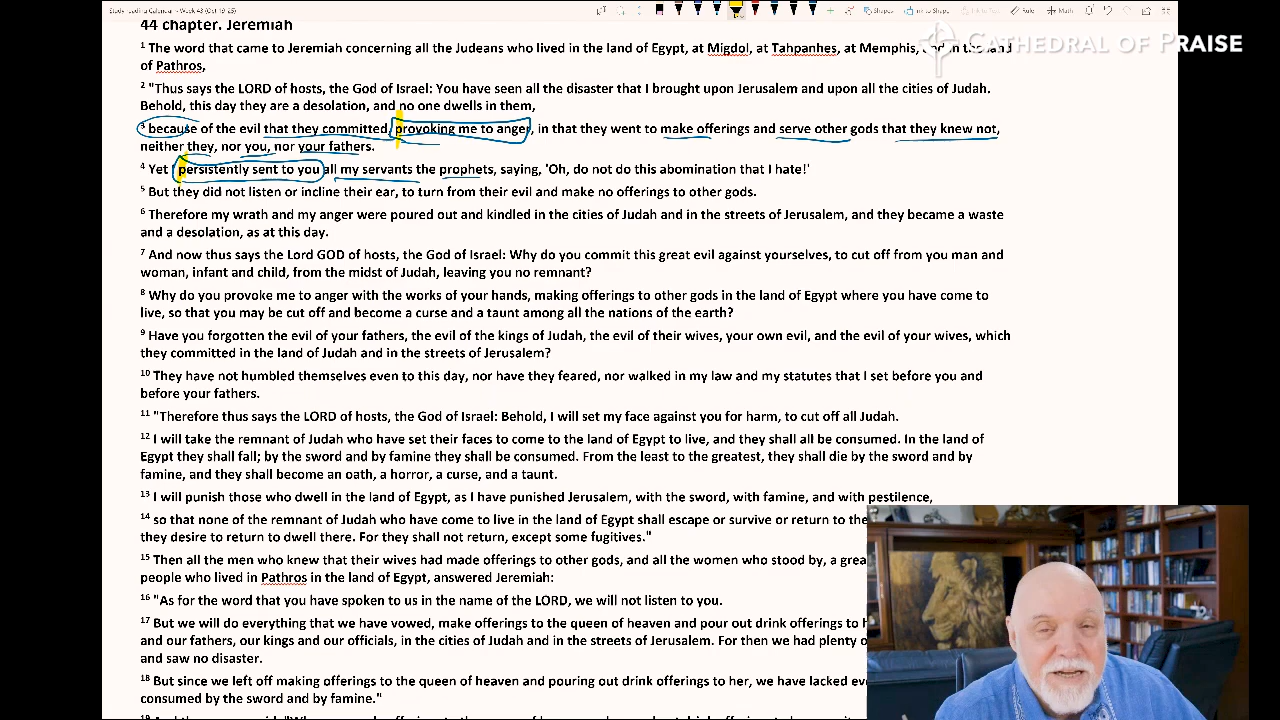 Study Reading Calendar - Week 43 (Oct 19-25)
Shapes
Ink to Shape
Ink to Text
Rule
Math
44 chapter. Jeremiah
CATHEDRAL OF PRAISE
1 The word that came to Jeremiah concerning all the Judeans who lived in the land of Egypt, at Migdol, at Tahpanhes, at Memphis, and in the land
of Pathros,
2 "Thus says the LORD of hosts, the God of Israel: You have seen all the disaster that I brought upon Jerusalem and upon all the cities of Judah.
Behold, this day they are a desolation, and no one dwells in them,
3 because of the evil that they committed, provoking me to anger, in that they went to make offerings and serve other gods that they knew not,
neither they, nor you, nor your fathers.
4 Yet I persistently sent to you all my servants the prophets, saying, 'Oh, do not do this abomination that I hate!'
5 But they did not listen or incline their ear, to turn from their evil and make no offerings to other gods.
6 Therefore my wrath and my anger were poured out and kindled in the cities of Judah and in the streets of Jerusalem, and they became a waste
and a desolation, as at this day.
7 And now thus says the Lord GOD of hosts, the God of Israel: Why do you commit this great evil against yourselves, to cut off from you man and
woman, infant and child, from the midst of Judah, leaving you no remnant?
8 Why do you provoke me to anger with the works of your hands, making offerings to other gods in the land of Egypt where you have come to
live, so that you may be cut off and become a curse and a taunt among all the nations of the earth?
9 Have you forgotten the evil of your fathers, the evil of the kings of Judah, the evil of their wives, your own evil, and the evil of your wives, which
they committed in the land of Judah and in the streets of Jerusalem?
10 They have not humbled themselves even to this day, nor have they feared, nor walked in my law and my statutes that I set before you and
before your fathers.
11 "Therefore thus says the LORD of hosts, the God of Israel: Behold, I will set my face against you for harm, to cut off all Judah.
12 I will take the remnant of Judah who have set their faces to come to the land of Egypt to live, and they shall all be consumed. In the land of
Egypt they shall fall; by the sword and by famine they shall be consumed. From the least to the greatest, they shall die by the sword and by
famine, and they shall become an oath, a horror, a curse, and a taunt.
13 I will punish those who dwell in the land of Egypt, as I have punished Jerusalem, with the sword, with famine, and with pestilence,
14 so that none of the remnant of Judah who have come to live in the land of Egypt shall escape or survive or return to the
they desire to return to dwell there. For they shall not return, except some fugitives."
15 Then all the men who knew that their wives had made offerings to other gods, and all the women who stood by, a grea
people who lived in Pathros in the land of Egypt, answered Jeremiah:
16 "As for the word that you have spoken to us in the name of the LORD, we will not listen to you.
17 But we will do everything that we have vowed, make offerings to the queen of heaven and pour out drink offerings to
and our fathers, our kings and our officials, in the cities of Judah and in the streets of Jerusalem. For then we had plenty o
and saw no disaster.
18 But since we left off making offerings to the queen of heaven and pouring out drink offerings to her, we have lacked
consumed by the sword and by famine."